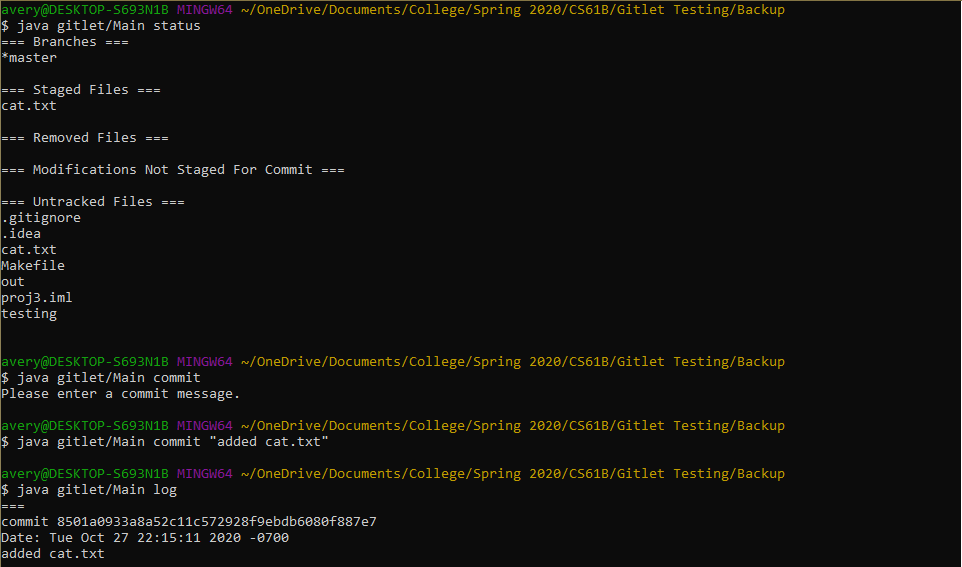 avery@DESKTOP-S693N1B MINGW64 ~/OneDrive/Documents/College/Spring 2020/CS61B/Gitlet Testing/Backup
$ java gitlet/Main status
=== Branches ===
*master
=== Staged Files ===
cat.txt
=== Removed Files ===
=== Modifications Not Staged For Commit ===
=== Untracked Files ===
.gitignore
.idea
cat.txt
Makefile
out
proj3.iml
testing
avery@DESKTOP-S693N1B MINGW64 ~/OneDrive/Documents/College/Spring 2020/CS61B/Gitlet Testing/Backup
$ java gitlet/Main commit
Please enter a commit message.
avery@DESKTOP-S693N1B MINGW64 ~/OneDrive/Documents/College/Spring 2020/CS61B/Gitlet Testing/Backup
$ java gitlet/Main commit "added cat.txt"
avery@DESKTOP-S693N1B MINGW64 ~/OneDrive/Documents/College/Spring 2020/CS61B/Gitlet Testing/Backup
$ java gitlet/Main log
===
commit 8501a0933a8a52c11c572928f9ebdb6080f887e7
Date: Tue Oct 27 22:15:11 2020 -0700
added cat.txt